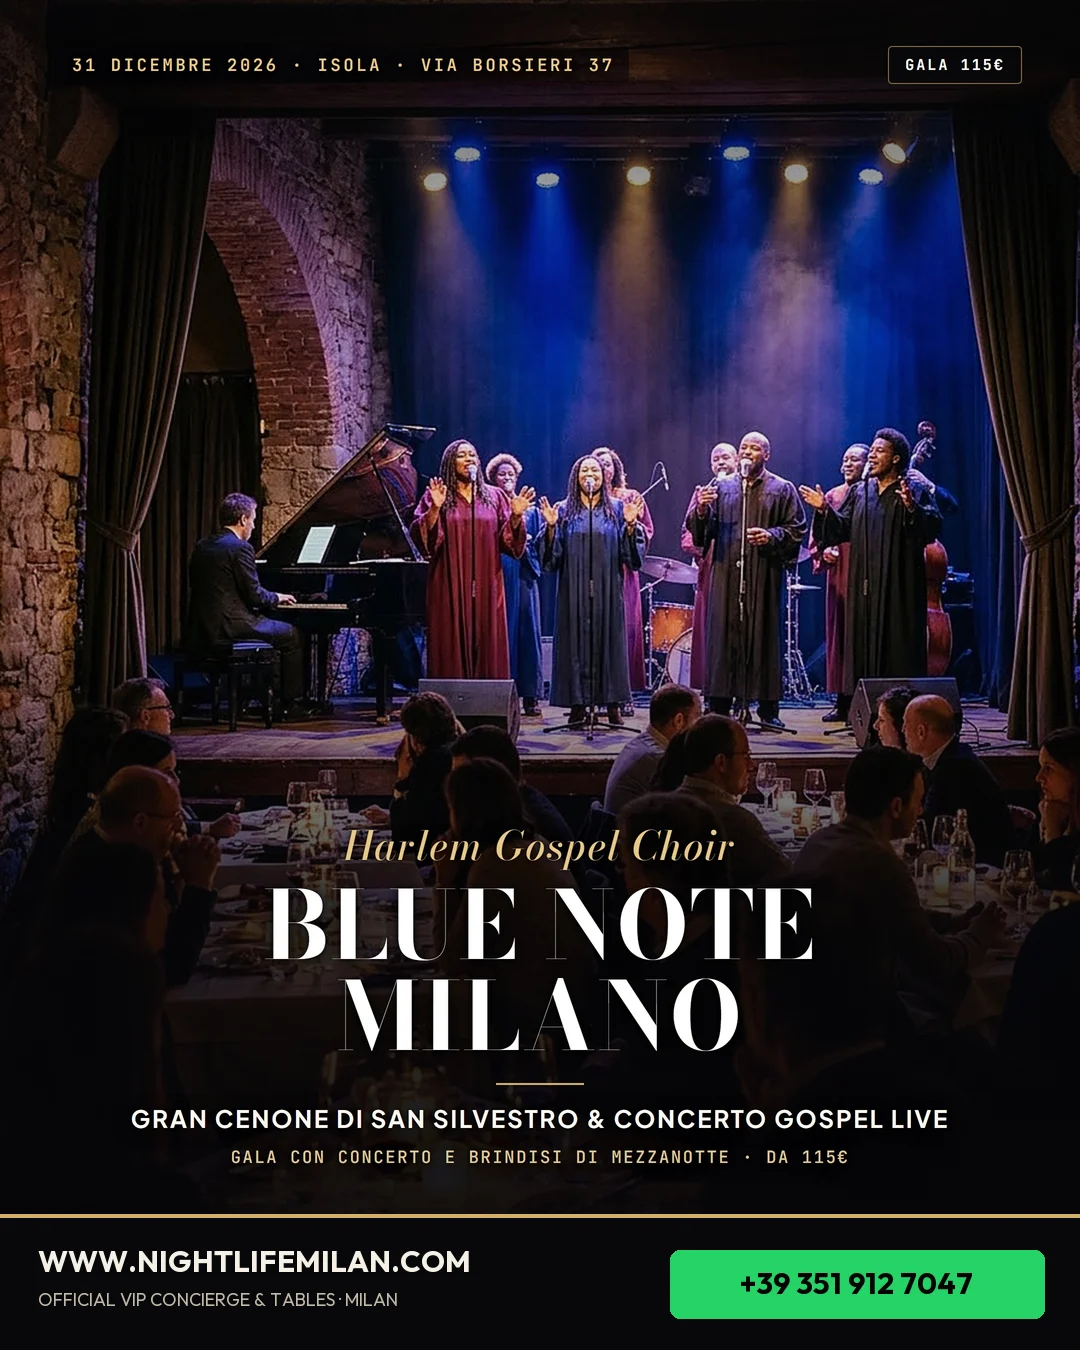 31 DICEMBRE 2026 · ISOLA · VIA BORSIERI 37
GALA 115€
Harlem Gospel Choir
BLUE NOTE
MILANO
GRAN CENONE DI SAN SILVESTRO & CONCERTO GOSPEL LIVE
GALA CON CONCERTO E BRINDISI DI MEZZANOTTE · DA 115€
WWW.NIGHTLIFEMILAN.COM
OFFICIAL VIP CONCIERGE & TABLES · MILAN
+39 351 912 7047